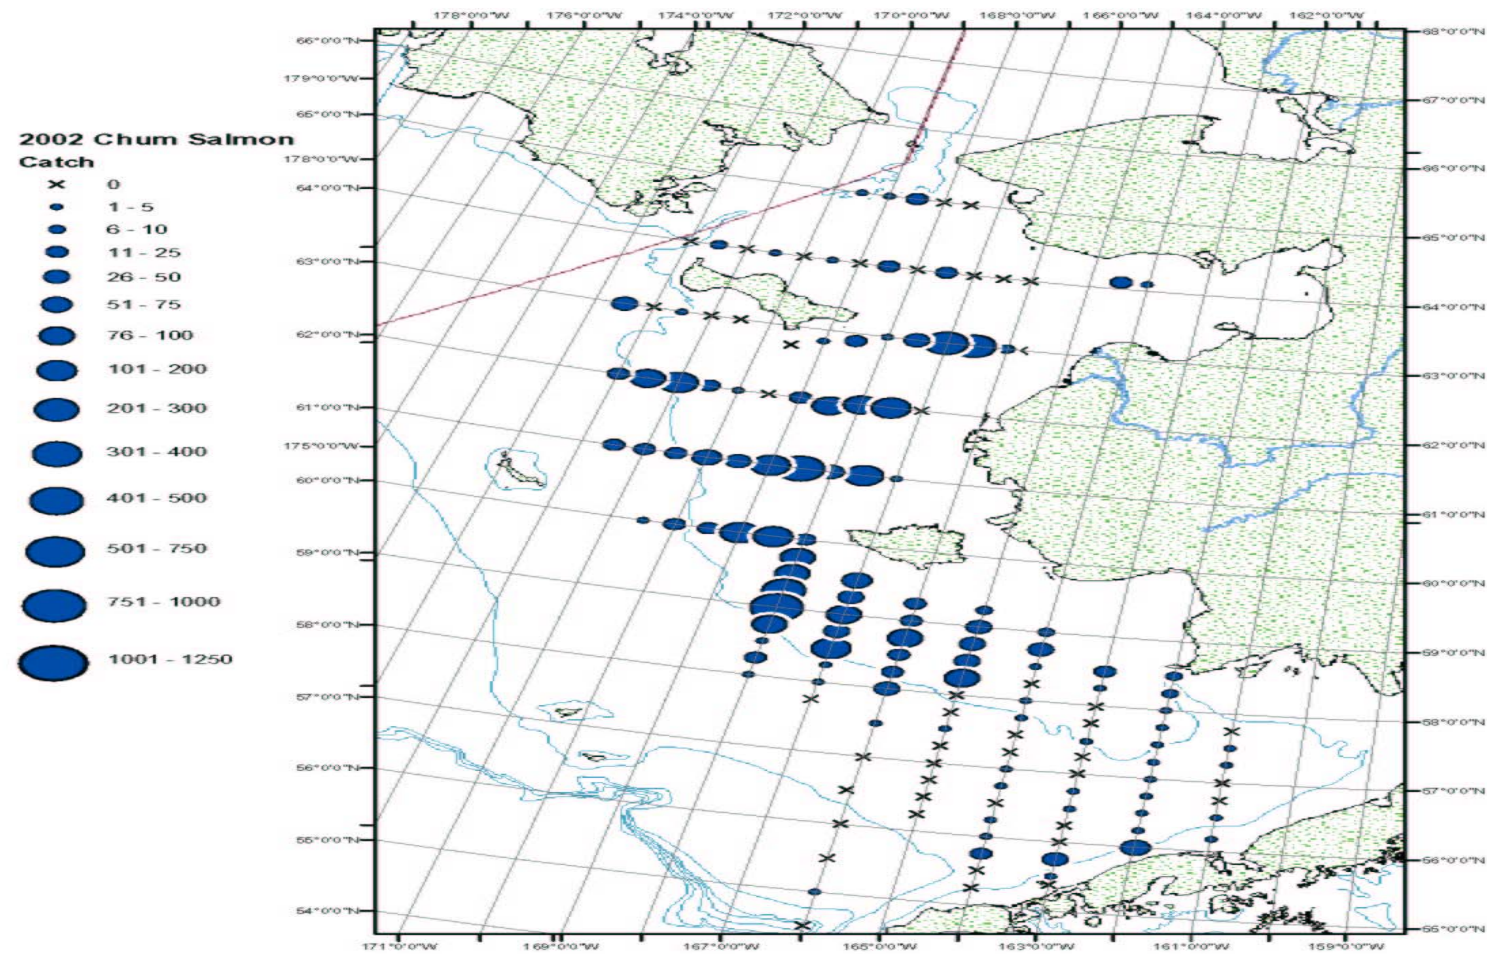 178°0'0"W 176°0'0"W 174°0'0"W 172°0'0"W 170°0'0"W 168°0'0"W 166°0'0"W 164°0'0"W 162°0'0"W
66°0'0"N
68°0'0"N
179°0'0"W
67°0'0"N
65°0'0"N
2002 Chum Salmon
Catch
178°0'0"W
66°0'0"N
0
64°0'0"N
1 - 5
6 - 10
65°0'0"N
11 - 25
63°0'0"N
26 - 50
51 - 75
64°0'0"N
76 - 100
62°0'0"N
101 - 200
63°0'0"N
201 - 300
61°0'0"N
301 - 400
175°0'0"W
62°0'0"N
60°0'0"N
401 - 500
61°0'0"N
501 - 750
59°0'0"N
60°0'0"N
751 - 1000
58°0'0"N
1001 - 1250
59°0'0"N
57°0'0"N
58°0'0"N
56°0'0"N
57°0'0"N
55°0'0"N
56°0'0"N
54°0'0"N
55°0'0"N
171°0'0"W 169°0'0"W 167°0'0"W 165°0'0"W 163°0'0"W 161°0'0"W 159°0'0"W